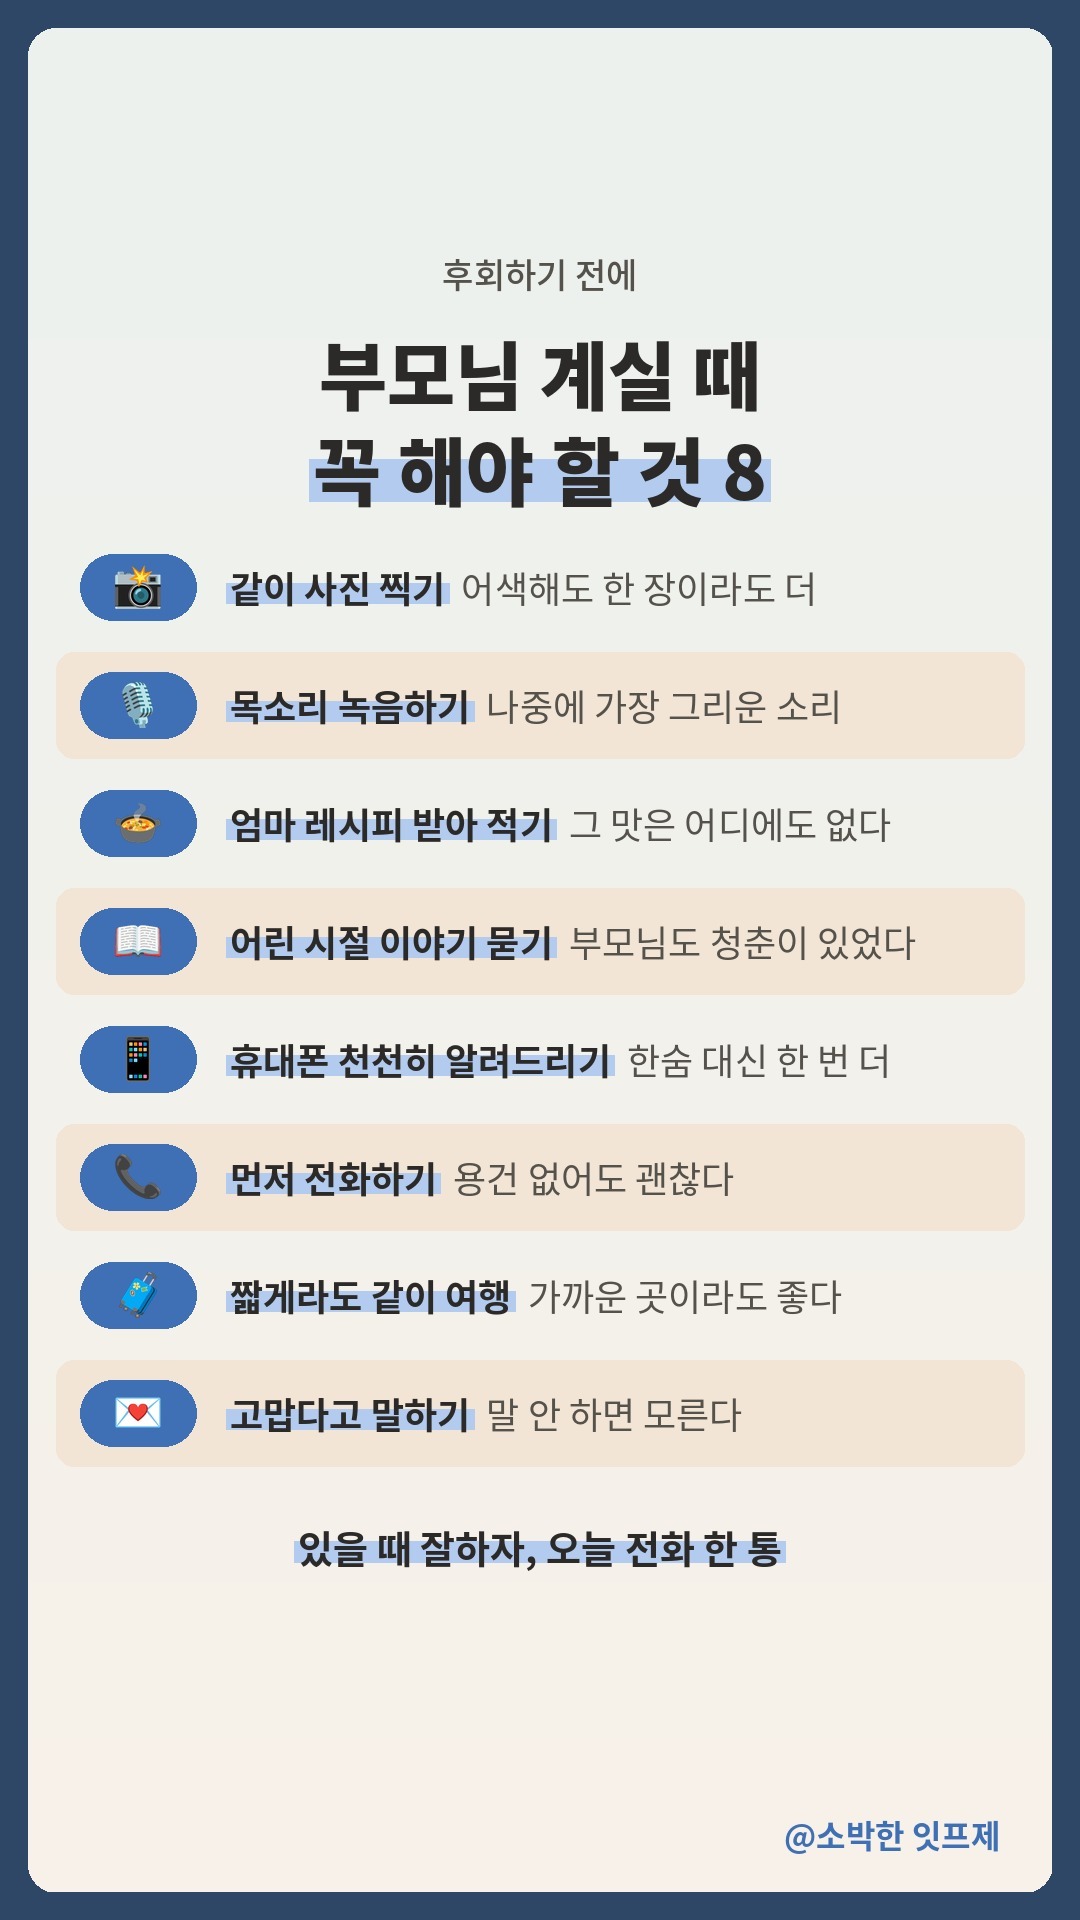 후회하기 전에
부모님 계실 때
꼭 해야 할 것 8
같이 사진 찍기 어색해도 한 장이라도 더
목소리 녹음하기 나중에 가장 그리운 소리
엄마 레시피 받아 적기 그 맛은 어디에도 없다
어린 시절 이야기 묻기 부모님도 청춘이 있었다
휴대폰 천천히 알려드리기 한숨 대신 한 번 더
먼저 전화하기 용건 없어도 괜찮다
짧게라도 같이 여행 가까운 곳이라도 좋다
고맙다고 말하기 말 안 하면 모른다
있을 때 잘하자, 오늘 전화 한 통
@소박한 잇프제